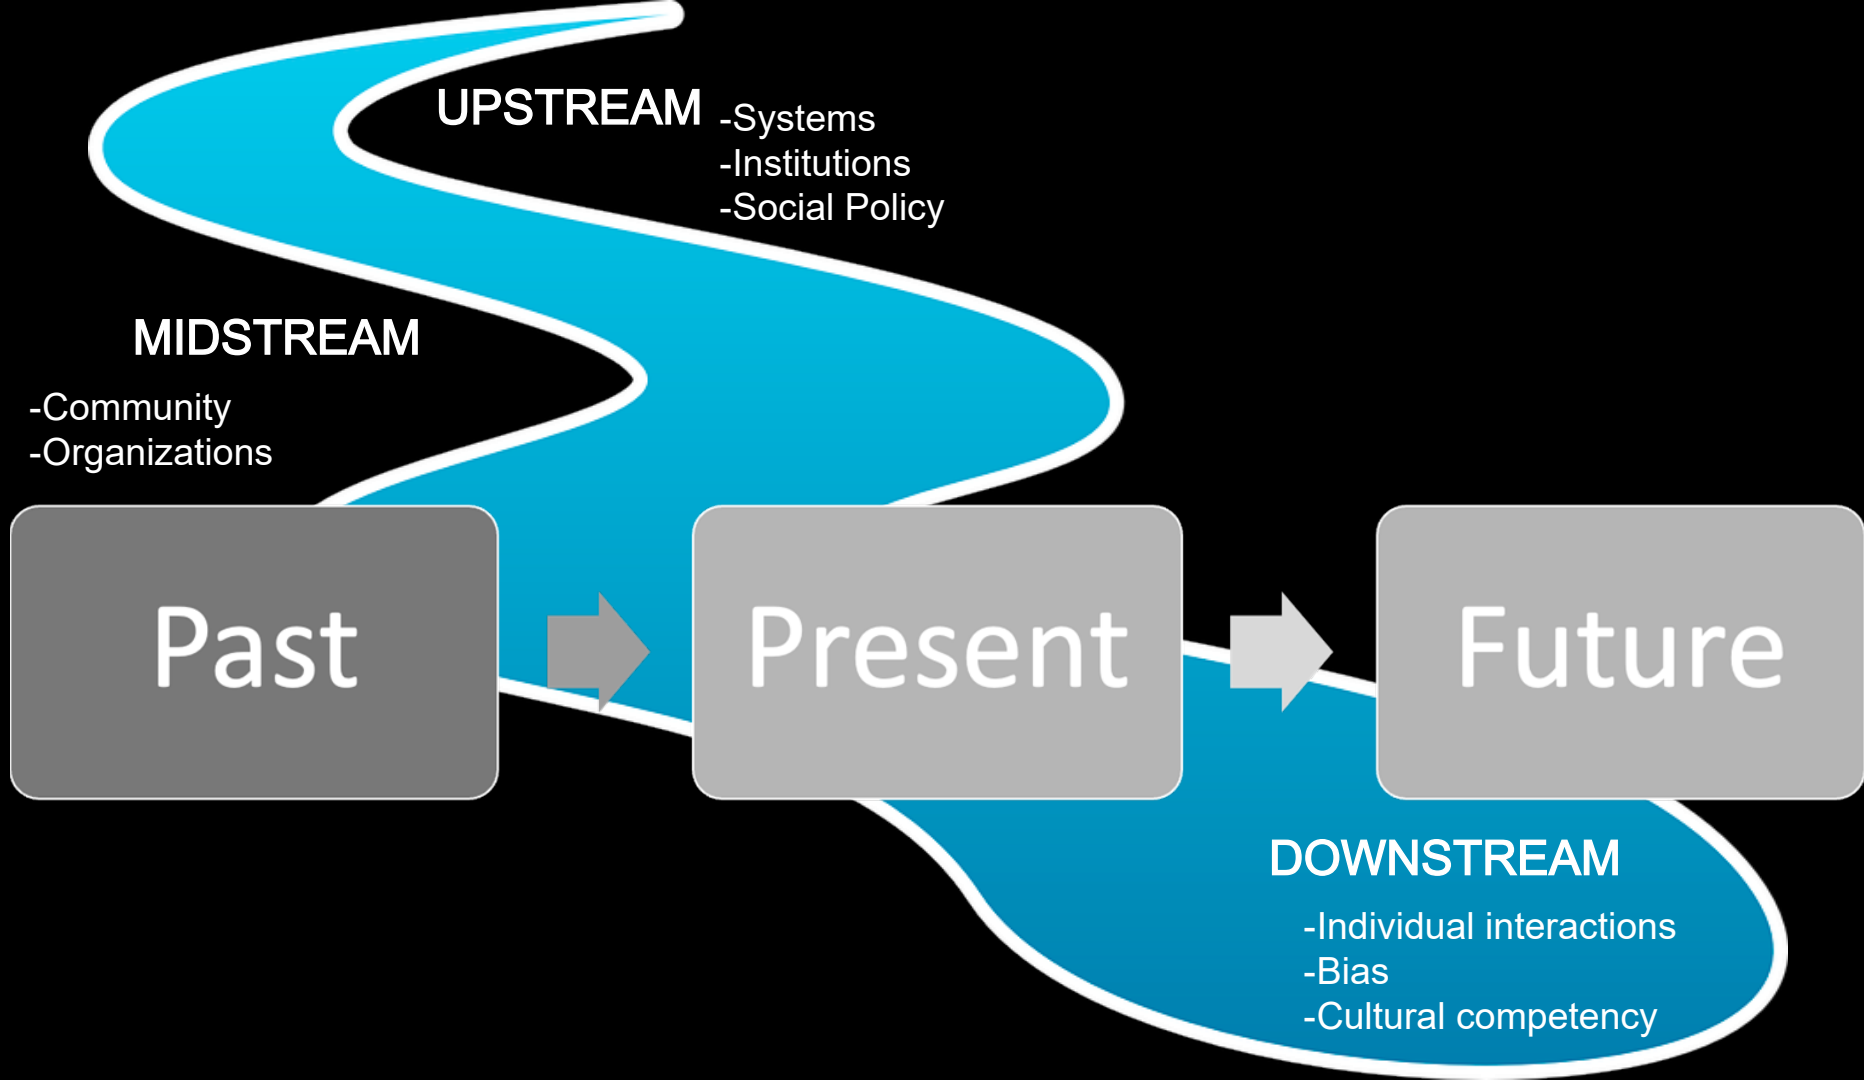 UPSTREAM
-Systems
-Institutions
-Social Policy
MIDSTREAM
-Community
-Organizations
Past
Present
Future
DOWNSTREAM
-Individual interactions
-Bias
-Cultural competency